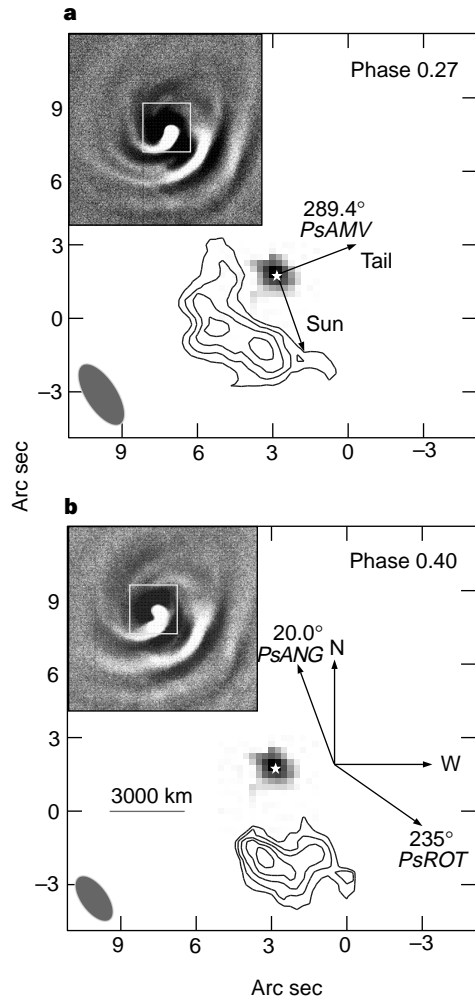 a
Phase 0.27
9
6
3
0
–3
289.4°
PsAMV
Tail
Sun
9 6 3 0 –3
Arc sec
b
Phase 0.40
9
6
3
0
–3
20.0°
PsANG
N
W
3000 km
235°
PsROT
9 6 3 0 –3
Arc sec